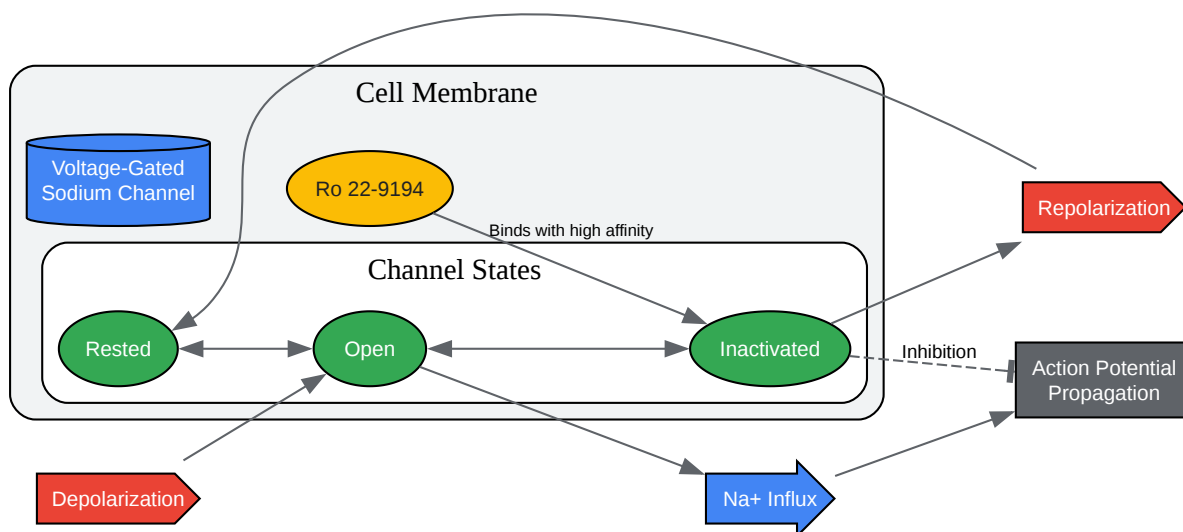 Cell Membrane
Voltage-Gated
Sodium Channel
Ro 22-9194
Repolarization
Binds with high affinity
Channel States
Rested
Open
Inactivated
Inhibition
Action Potential
Propagation
Depolarization
Na+ Influx